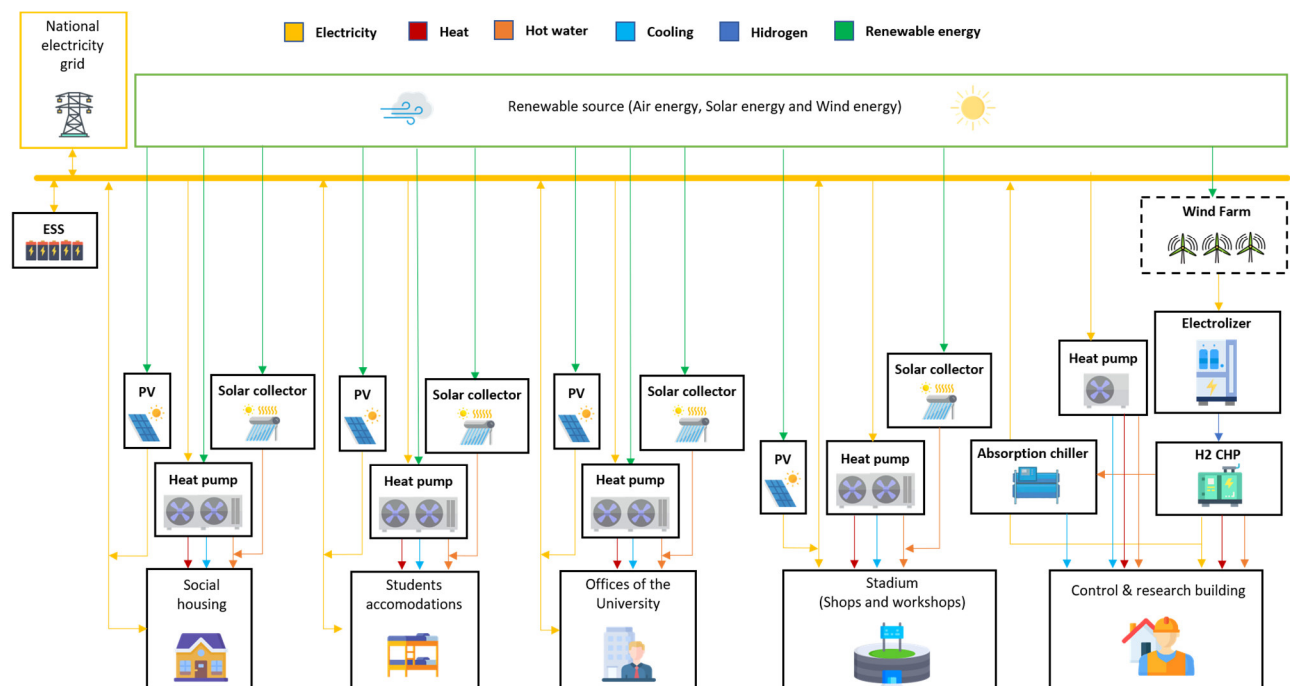 National
electricity
grid
Electricity
Heat
Hot water
Cooling
Hidrogen
Renewable energy
Renewable source (Air energy, Solar energy and Wind energy)
ESS
Wind Farm
Electrolizer
Heat pump
PV
Solar collector
PV
Solar collector
PV
Solar collector
Solar collector
PV
Heat pump
Heat pump
Heat pump
Heat pump
Absorption chiller
H2 CHP
Social
housing
Students
accomodations
Offices of the
University
Stadium
(Shops and workshops)
Control & research building